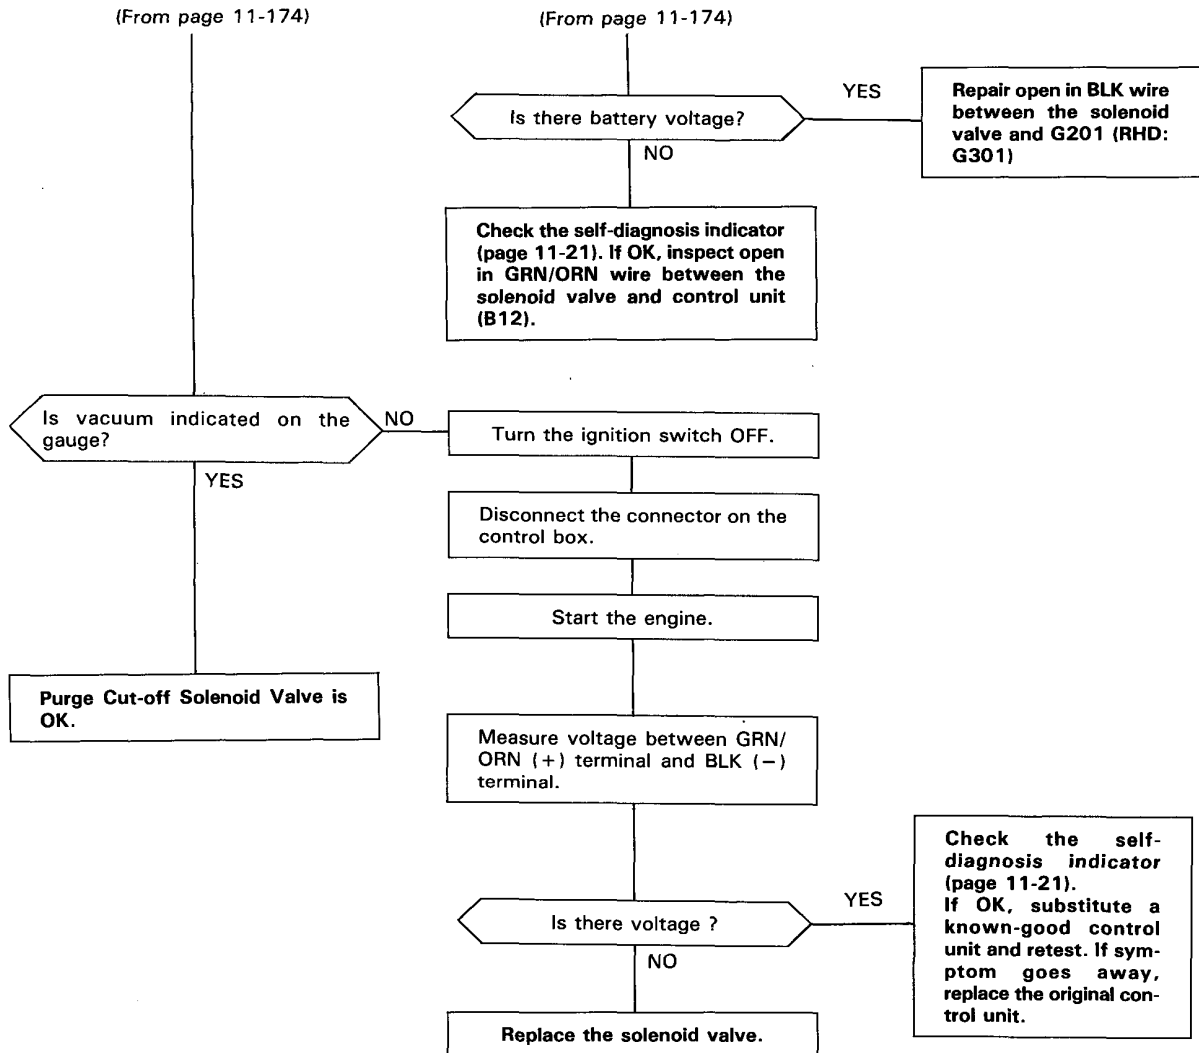 (From page 11-174)
(From page 11-174)
Is there battery voltage?
YES
Repair open in BLK wire
between the solenoid
valve and G201 (RHD:
G301)
NO
Check the self-diagnosis indicator
(page 11-21). If OK, inspect open
in GRN/ORN wire between the
solenoid valve and control unit
(B12).
Is vacuum indicated on the
gauge?
NO
Turn the ignition switch OFF.
YES
Disconnect the connector on the
control box.
Start the engine.
Purge Cut-off Solenoid Valve is
OK.
Measure voltage between GRN/
ORN (+) terminal and BLK (−)
terminal.
Is there voltage ?
YES
Check the self-
diagnosis indicator
(page 11-21).
If OK, substitute a
known-good control
unit and retest. If sym-
ptom goes away,
replace the original con-
trol unit.
NO
Replace the solenoid valve.